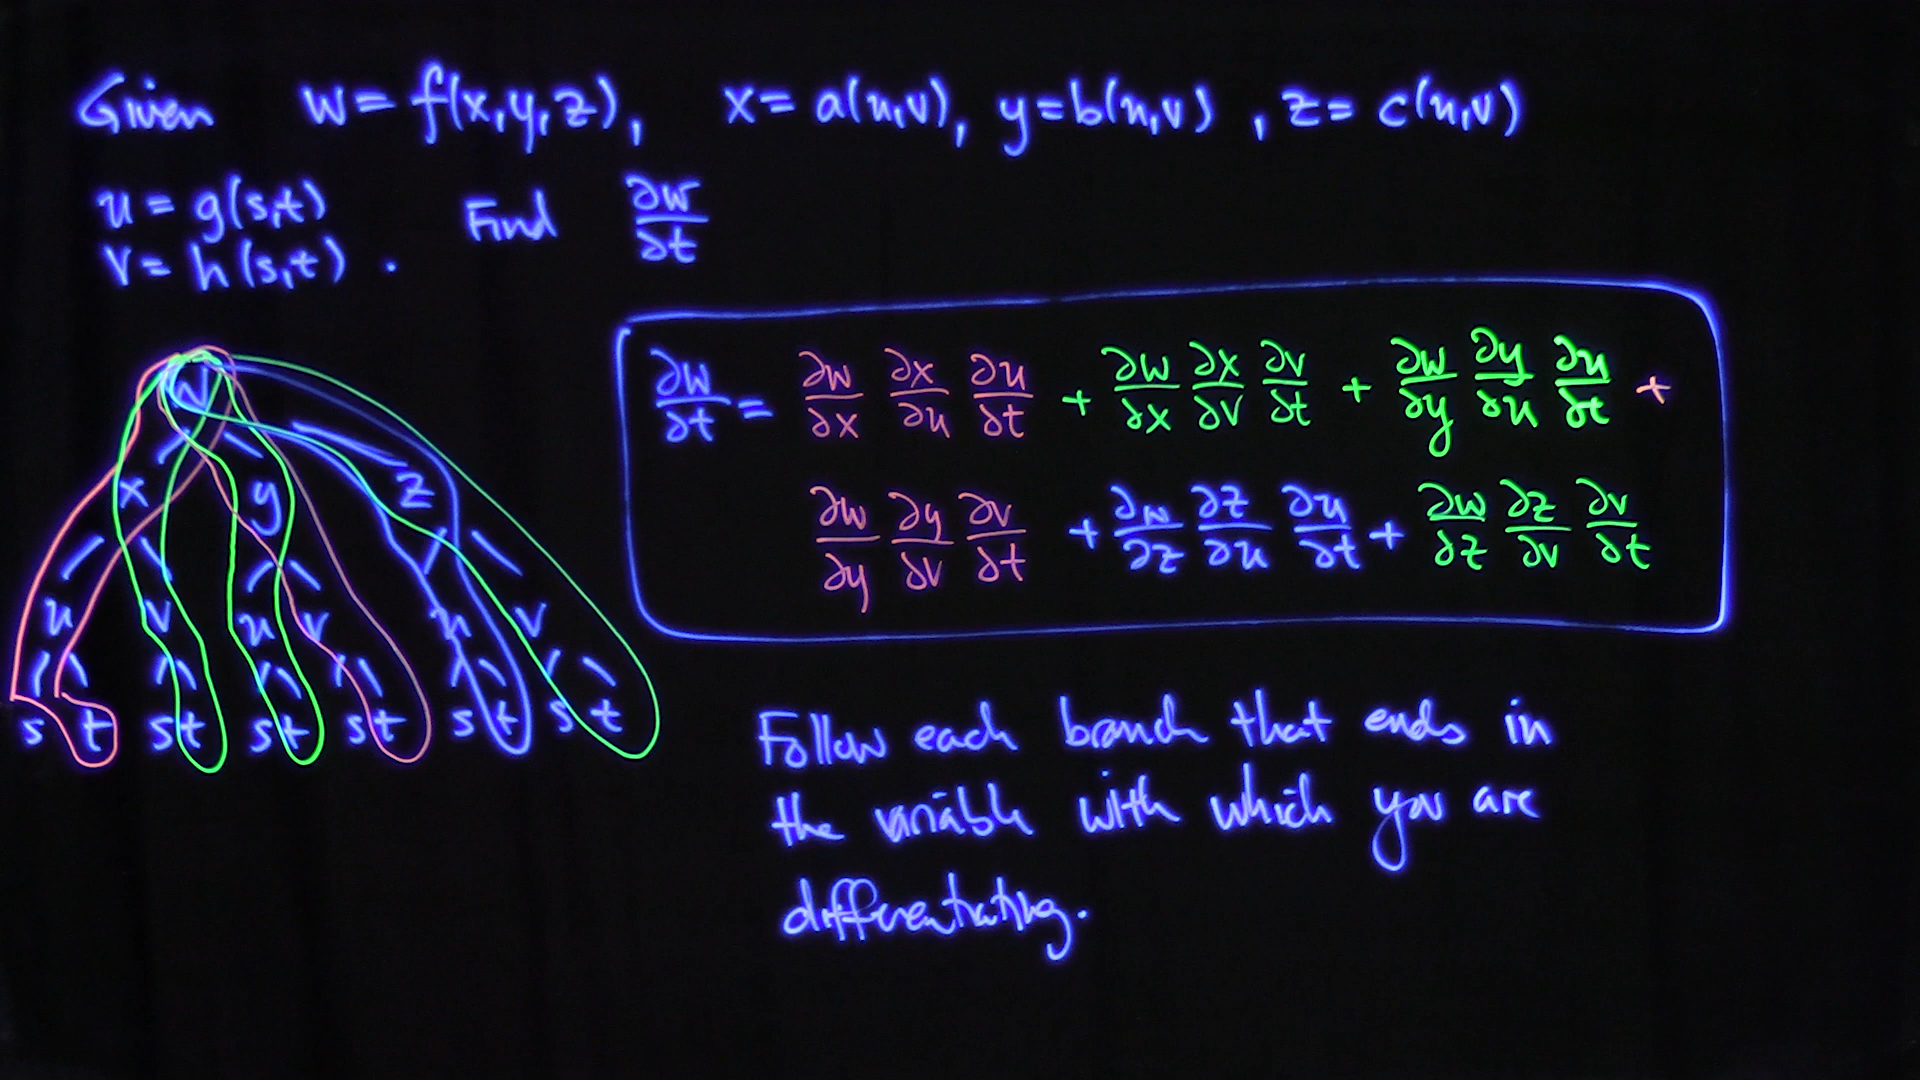 Given w = f(x,y,z), x = a(u,v), y = b(u,v), z = c(u,v)
u = g(s,t)
v = h(s,t). Find ∂w/∂t
∂w/∂t = ∂w/∂x ∂x/∂u ∂u/∂t + ∂w/∂x ∂x/∂v ∂v/∂t + ∂w/∂y ∂y/∂u ∂u/∂t +
∂w/∂y ∂y/∂v ∂v/∂t + ∂w/∂z ∂z/∂u ∂u/∂t + ∂w/∂z ∂z/∂v ∂v/∂t
w
x y z
u v u v u v
s t s t s t s t s t s t
Follow each branch that ends in
the variable with which you are
differentiating.